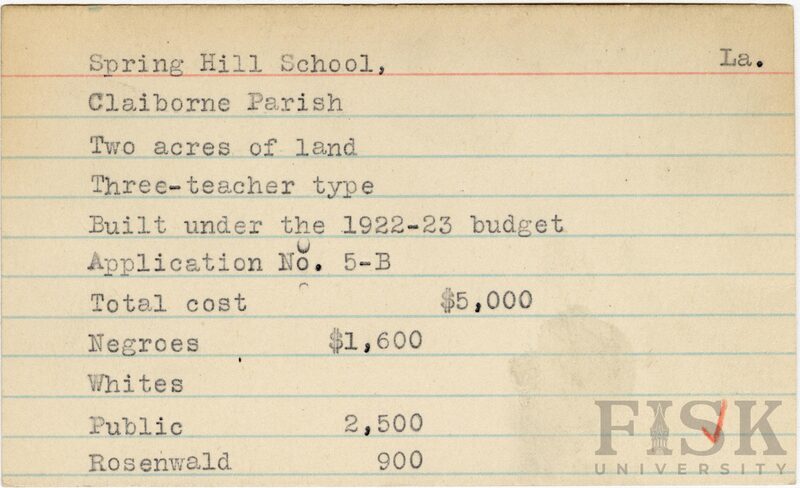 Spring Hill School, La.
Claiborne Parish
Two acres of land
Three-teacher type
Built under the 1922-23 budget
Application No. 5-B
Total cost $5,000
Negroes $1,600
Whites
Public 2,500
Rosenwald 900
FISK
UNIVERSITY